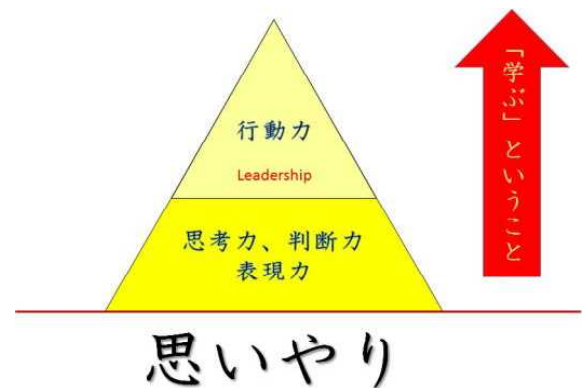 行動力
Leadership
思考力、判断力
表現力
「学ぶ」ということ
思いやり